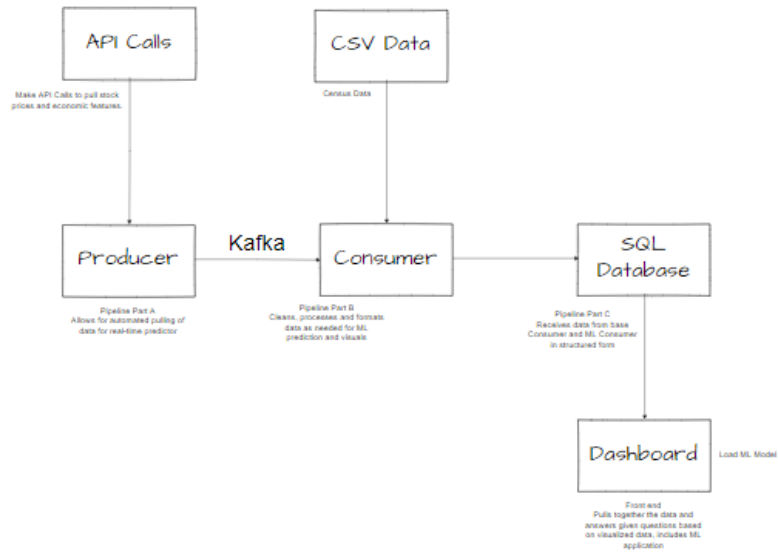 API Calls
CSV Data
Make API Calls to pull stock
prices and economic features.
Census Data
Producer
Kafka
Consumer
SQL
Database
Pipeline Part A
Allows for automated pulling of
data for real-time predictor
Pipeline Part B
Cleans, processes and formats
data as needed for ML
prediction and visuals
Pipeline Part C
Receives data from base
Consumer and ML Consumer
in structured form
Dashboard
Load ML Model
Front-end
Pulls together the data and
answers given questions based
on visualized data, includes ML
application